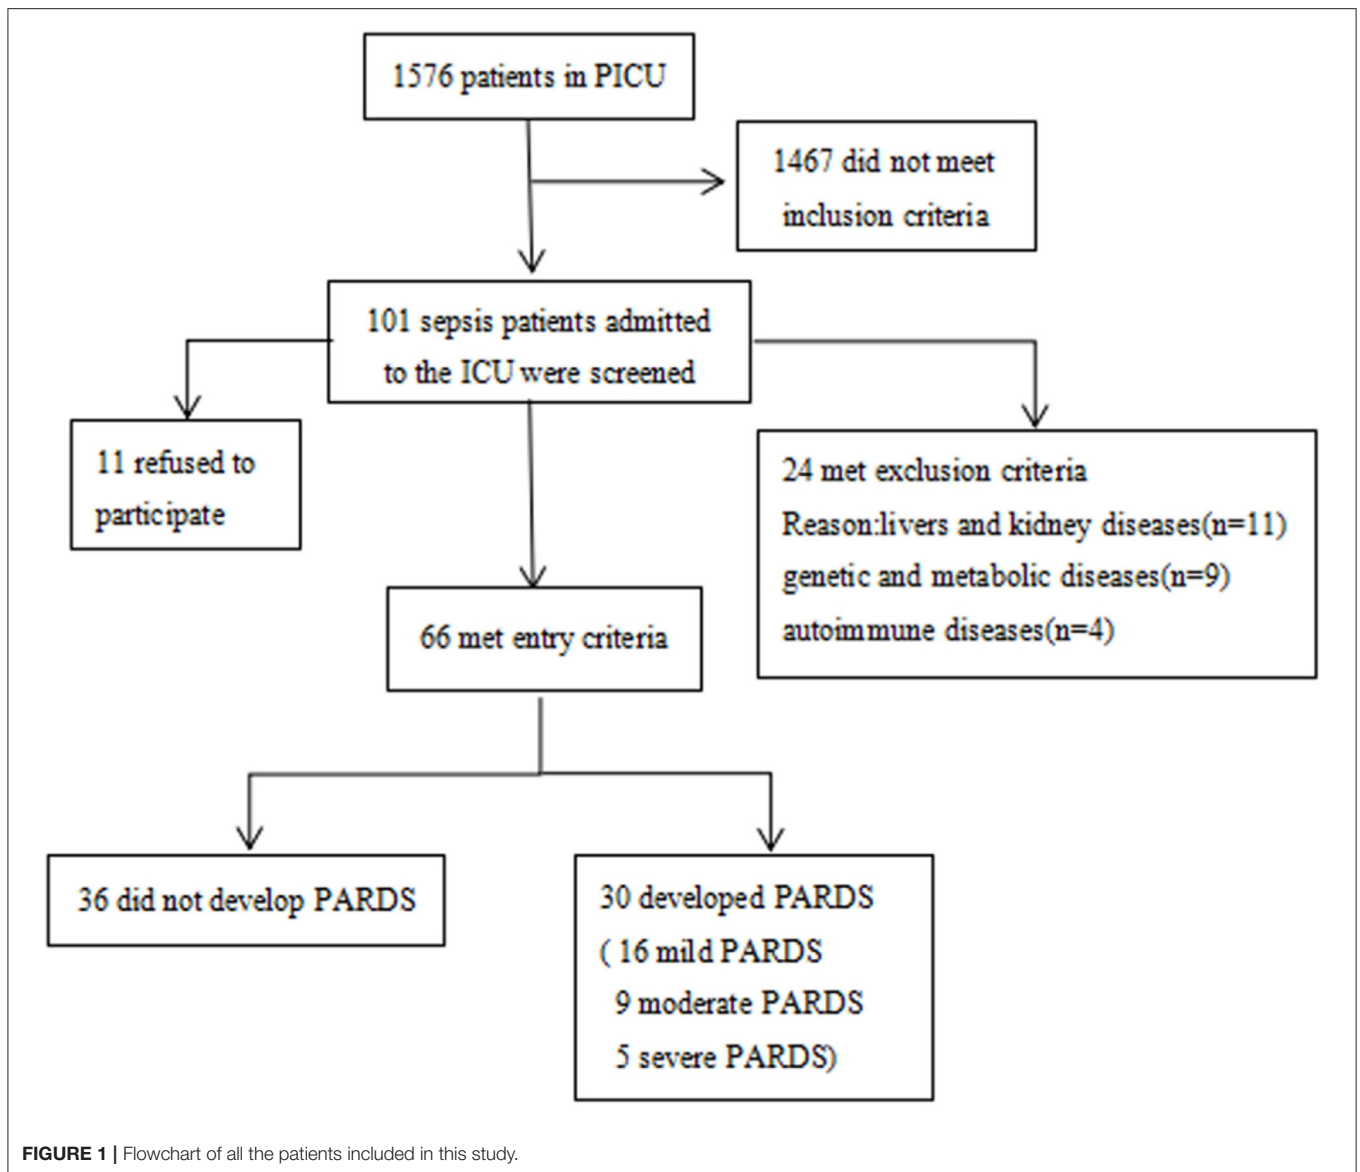 1576 patients in PICU
1467 did not meet
inclusion criteria
101 sepsis patients admitted
to the ICU were screened
11 refused to
participate
24 met exclusion criteria
Reason:livers and kidney diseases(n=11)
genetic and metabolic diseases(n=9)
autoimmune diseases(n=4)
66 met entry criteria
36 did not develop PARDS
30 developed PARDS
( 16 mild PARDS
9 moderate PARDS
5 severe PARDS)
FIGURE 1 | Flowchart of all the patients included in this study.